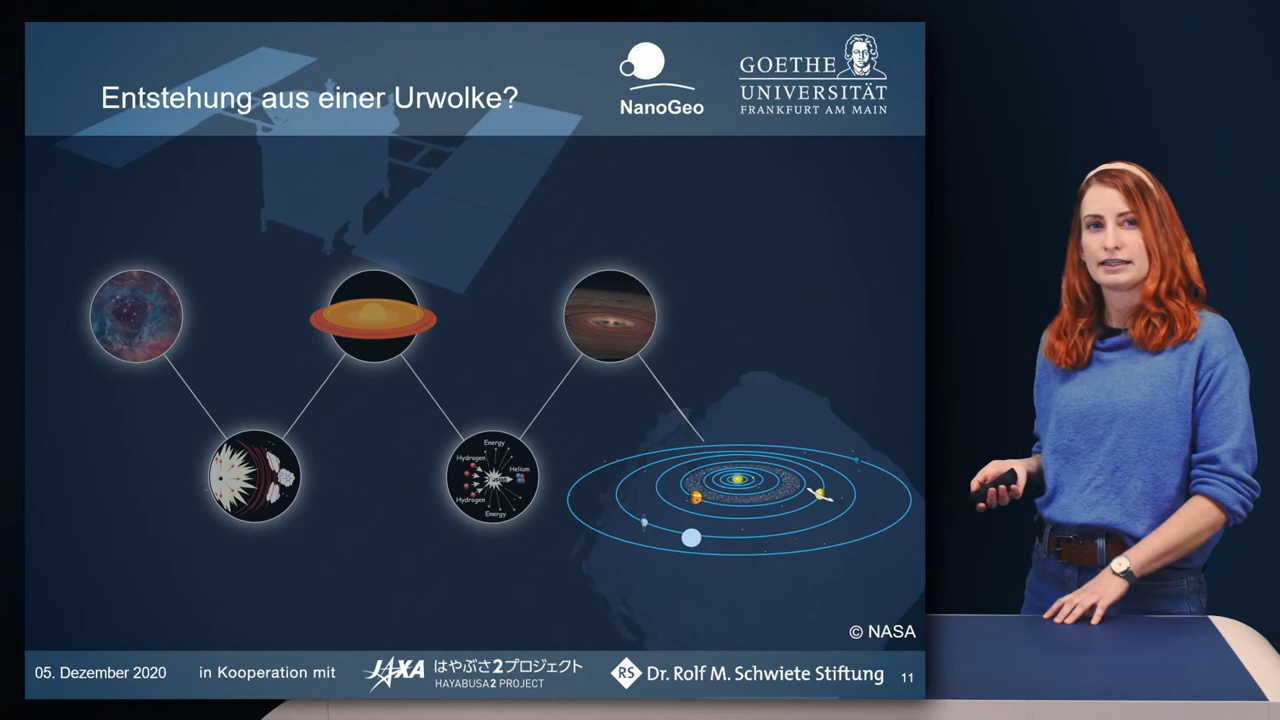 Entstehung aus einer Urwolke?
NanoGeo
GOETHE
UNIVERSITÄT
FRANKFURT AM MAIN
Energy
Hydrogen
Helium
Hydrogen
Energy
© NASA
05. Dezember 2020
in Kooperation mit
JAXA
はやぶさ2プロジェクト
HAYABUSA2 PROJECT
RS
Dr. Rolf M. Schwiete Stiftung
11